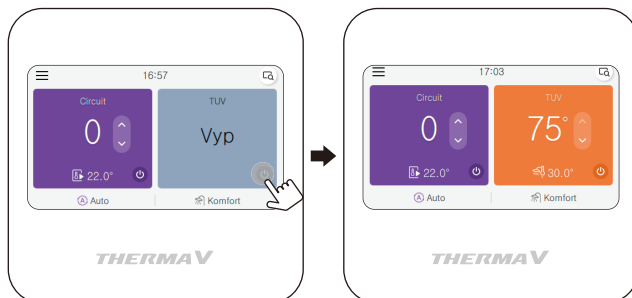 16:57
Circuit
TUV
0
Vyp
22.0°
Auto
Komfort
THERMAV
17:03
Circuit
TUV
0
75°
22.0°
30.0°
A Auto
Komfort
THERMAV